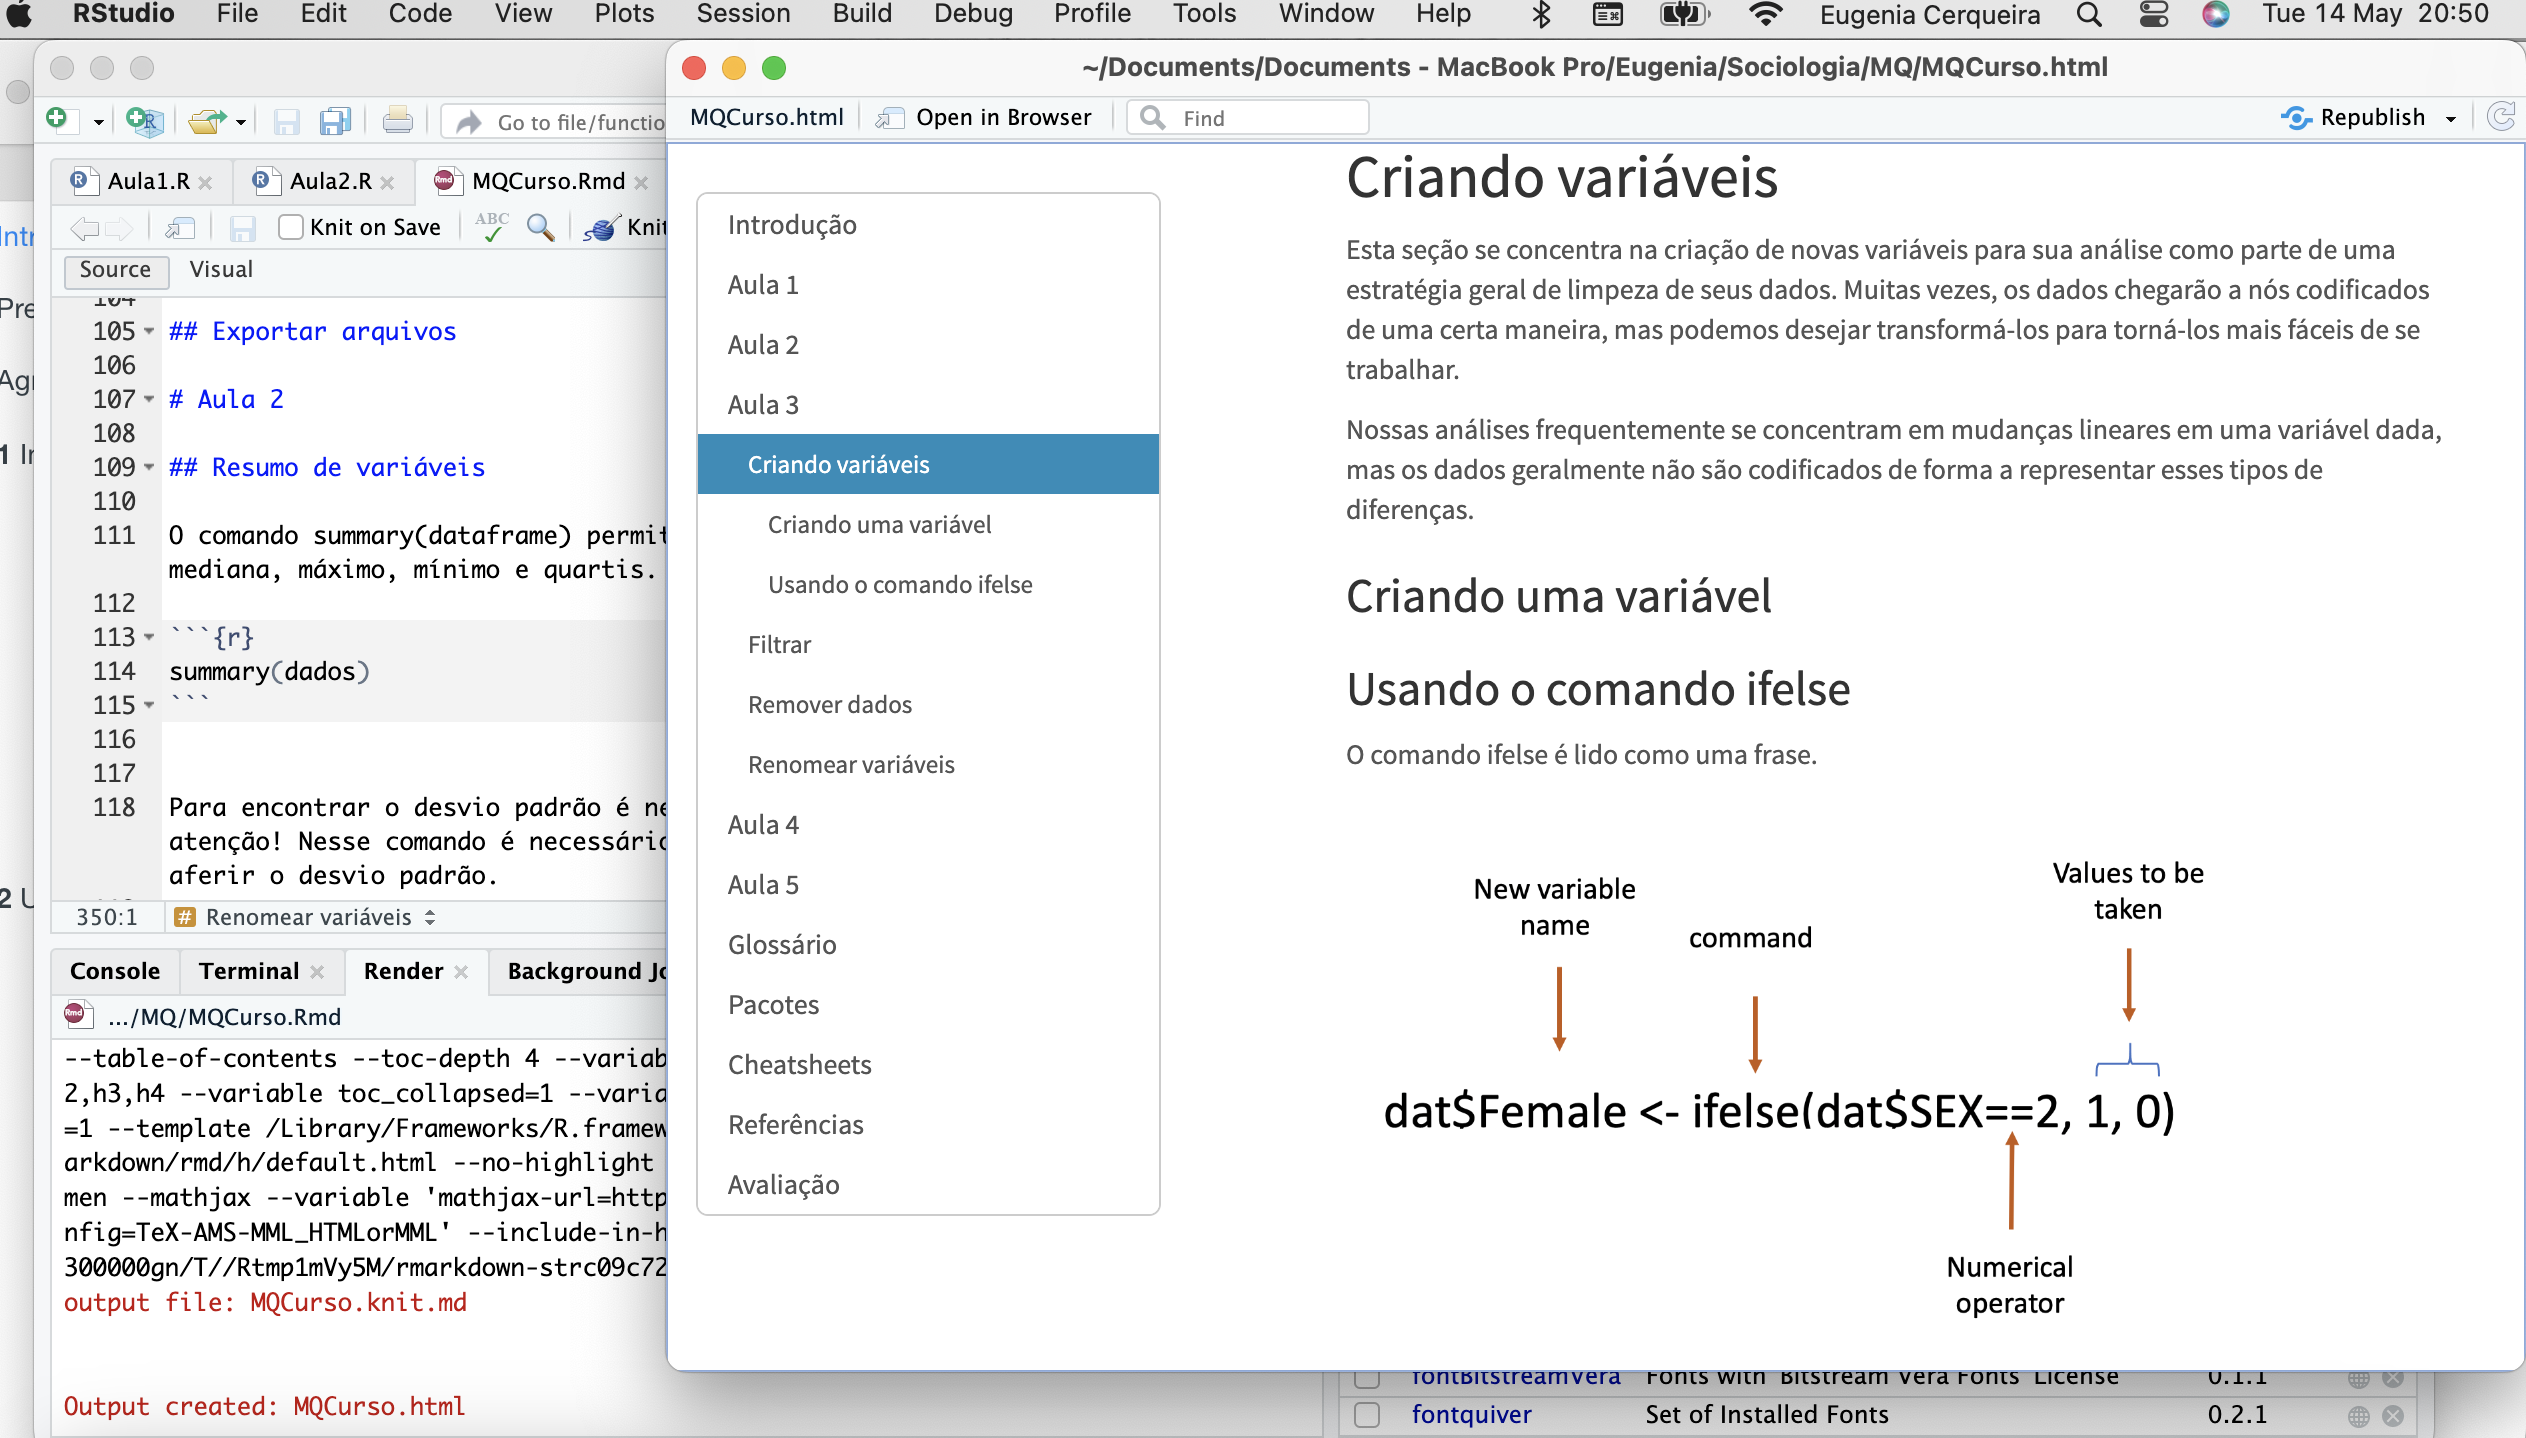 RStudio File Edit Code View Plots Session Build Debug Profile Tools Window Help Eugenia Cerqueira Tue 14 May 20:50
~/Documents/Documents - MacBook Pro/Eugenia/Sociologia/MQ/MQCurso.html
Go to file/functio
MQCurso.html Open in Browser Find Republish
Aula1.R Aula2.R MQCurso.Rmd
Knit on Save ABC Knit
Source Visual
104
105 ## Exportar arquivos
106
107 # Aula 2
108
109 ## Resumo de variáveis
110
111 O comando summary(dataframe) permit
mediana, máximo, mínimo e quartis.
112
113 ```{r}
114 summary(dados)
115 ```
116
117
118 Para encontrar o desvio padrão é ne
atenção! Nesse comando é necessário
aferir o desvio padrão.
350:1 # Renomear variáveis
Console Terminal Render Background Jo
Rmd .../MQ/MQCurso.Rmd
--table-of-contents --toc-depth 4 --variab
2,h3,h4 --variable toc_collapsed=1 --varia
=1 --template /Library/Frameworks/R.framew
arkdown/rmd/h/default.html --no-highlight
men --mathjax --variable 'mathjax-url=http
nfig=TeX-AMS-MML_HTMLorMML' --include-in-h
300000gn/T//Rtmp1mVy5M/rmarkdown-strc09c72
output file: MQCurso.knit.md
Output created: MQCurso.html
Intr
Pre
Agr
1 In
2 U
Introdução
Aula 1
Aula 2
Aula 3
Criando variáveis
Criando uma variável
Usando o comando ifelse
Filtrar
Remover dados
Renomear variáveis
Aula 4
Aula 5
Glossário
Pacotes
Cheatsheets
Referências
Avaliação
Criando variáveis
Esta seção se concentra na criação de novas variáveis para sua análise como parte de uma
estratégia geral de limpeza de seus dados. Muitas vezes, os dados chegarão a nós codificados
de uma certa maneira, mas podemos desejar transformá-los para torná-los mais fáceis de se
trabalhar.
Nossas análises frequentemente se concentram em mudanças lineares em uma variável dada,
mas os dados geralmente não são codificados de forma a representar esses tipos de
diferenças.
Criando uma variável
Usando o comando ifelse
O comando ifelse é lido como uma frase.
New variable
name
command
Values to be
taken
dat$Female <- ifelse(dat$SEX==2, 1, 0)
Numerical
operator
fontBitstreamVera Fonts with 'Bitstream Vera Fonts' License 0.1.1
fontquiver Set of Installed Fonts 0.2.1